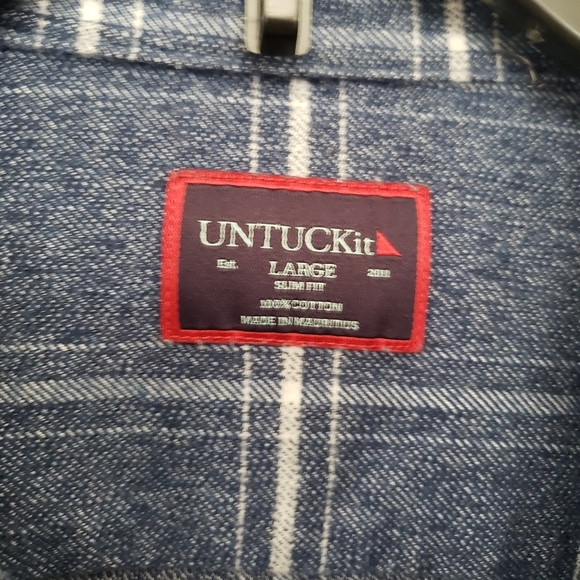 UNTUCKit
Est. LARGE 2011
SLIM FIT
100% COTTON
MADE IN MAURITIUS